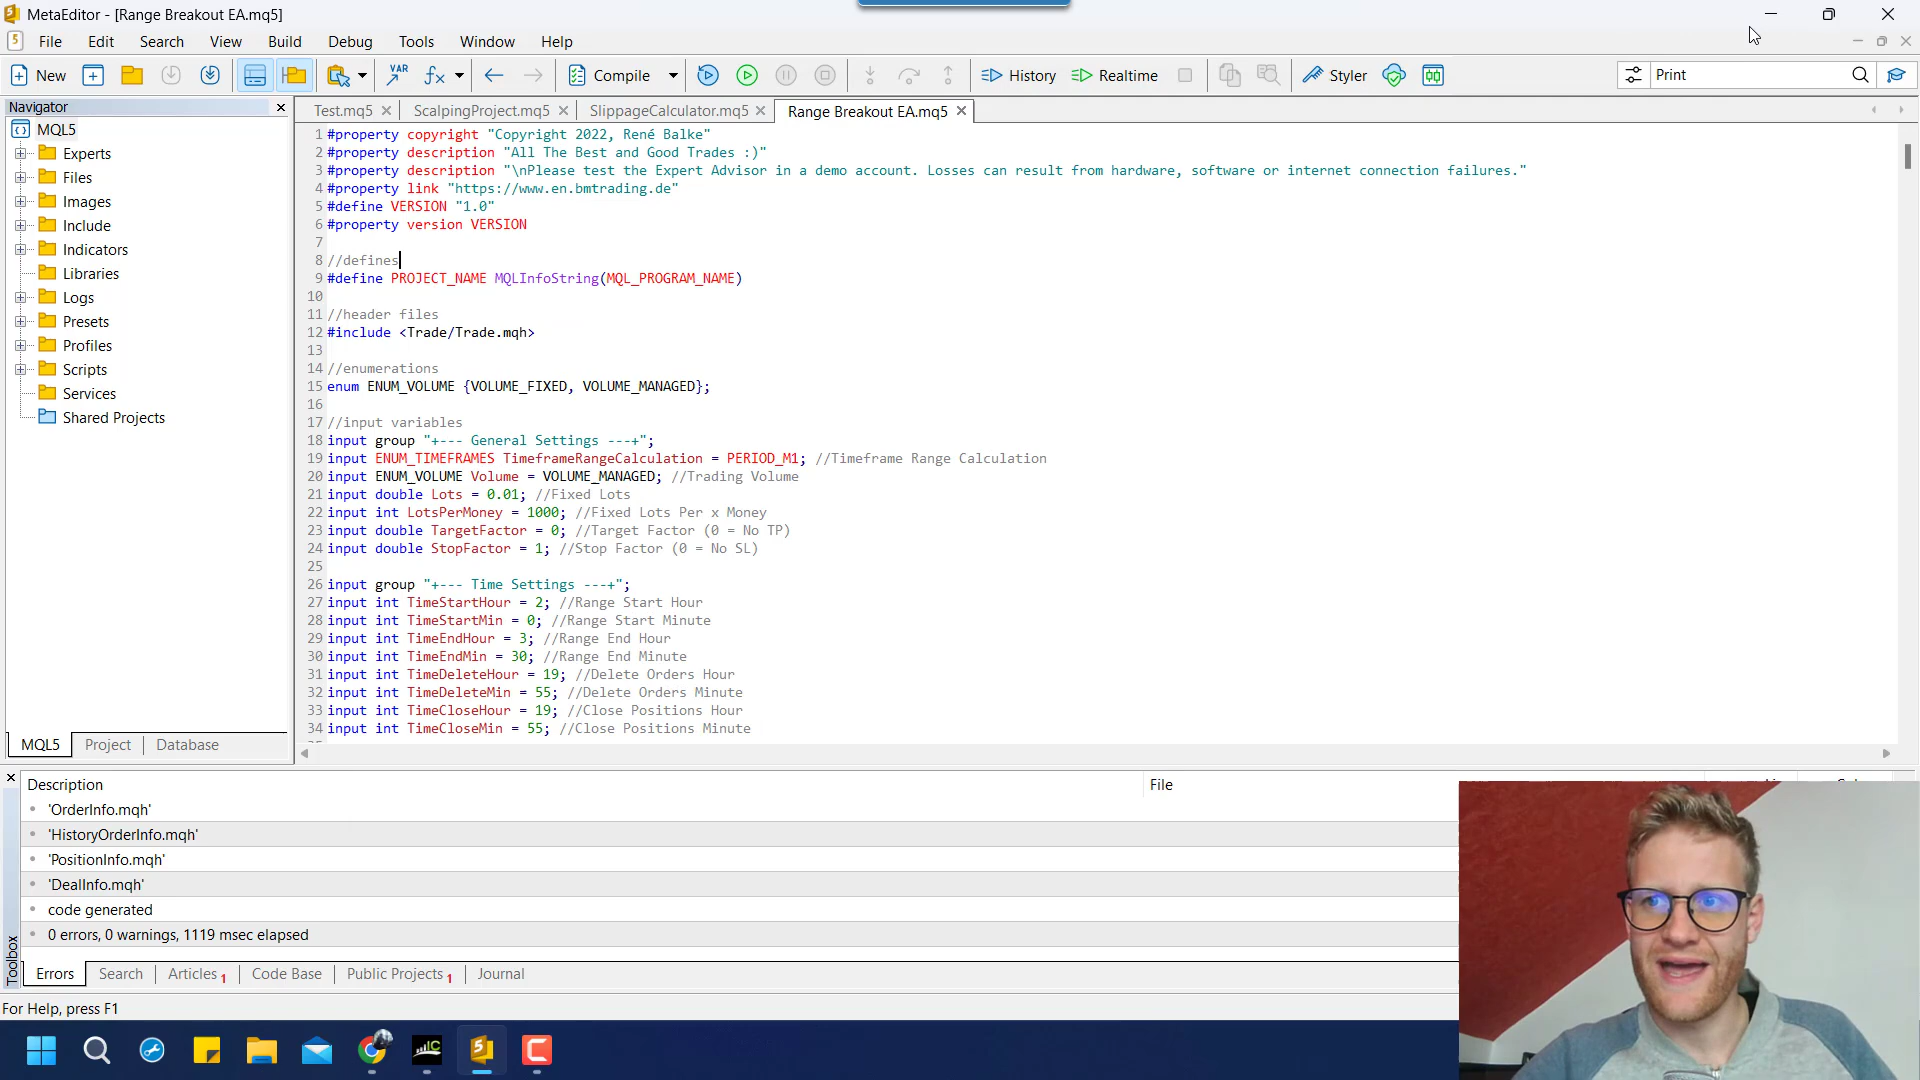 MetaEditor - [Range Breakout EA.mq5]
File Edit Search View Build Debug Tools Window Help
New VAR Compile History Realtime Styler Print
Navigator
Test.mq5 ScalpingProject.mq5 SlippageCalculator.mq5 Range Breakout EA.mq5
MQL5
Experts
Files
Images
Include
Indicators
Libraries
Logs
Presets
Profiles
Scripts
Services
Shared Projects
MQL5 Project Database
1 #property copyright "Copyright 2022, René Balke"
2 #property description "All The Best and Good Trades :)"
3 #property description "\nPlease test the Expert Advisor in a demo account. Losses can result from hardware, software or internet connection failures."
4 #property link "https://www.en.bmtrading.de"
5 #define VERSION "1.0"
6 #property version VERSION
7
8 //defines
9 #define PROJECT_NAME MQLInfoString(MQL_PROGRAM_NAME)
10
11 //header files
12 #include <Trade/Trade.mqh>
13
14 //enumerations
15 enum ENUM_VOLUME {VOLUME_FIXED, VOLUME_MANAGED};
16
17 //input variables
18 input group "+--- General Settings ---+";
19 input ENUM_TIMEFRAMES TimeframeRangeCalculation = PERIOD_M1; //Timeframe Range Calculation
20 input ENUM_VOLUME Volume = VOLUME_MANAGED; //Trading Volume
21 input double Lots = 0.01; //Fixed Lots
22 input int LotsPerMoney = 1000; //Fixed Lots Per x Money
23 input double TargetFactor = 0; //Target Factor (0 = No TP)
24 input double StopFactor = 1; //Stop Factor (0 = No SL)
25
26 input group "+--- Time Settings ---+";
27 input int TimeStartHour = 2; //Range Start Hour
28 input int TimeStartMin = 0; //Range Start Minute
29 input int TimeEndHour = 3; //Range End Hour
30 input int TimeEndMin = 30; //Range End Minute
31 input int TimeDeleteHour = 19; //Delete Orders Hour
32 input int TimeDeleteMin = 55; //Delete Orders Minute
33 input int TimeCloseHour = 19; //Close Positions Hour
34 input int TimeCloseMin = 55; //Close Positions Minute
Description File
'OrderInfo.mqh'
'HistoryOrderInfo.mqh'
'PositionInfo.mqh'
'DealInfo.mqh'
code generated
0 errors, 0 warnings, 1119 msec elapsed
Toolbox
Errors Search Articles 1 Code Base Public Projects 1 Journal
For Help, press F1